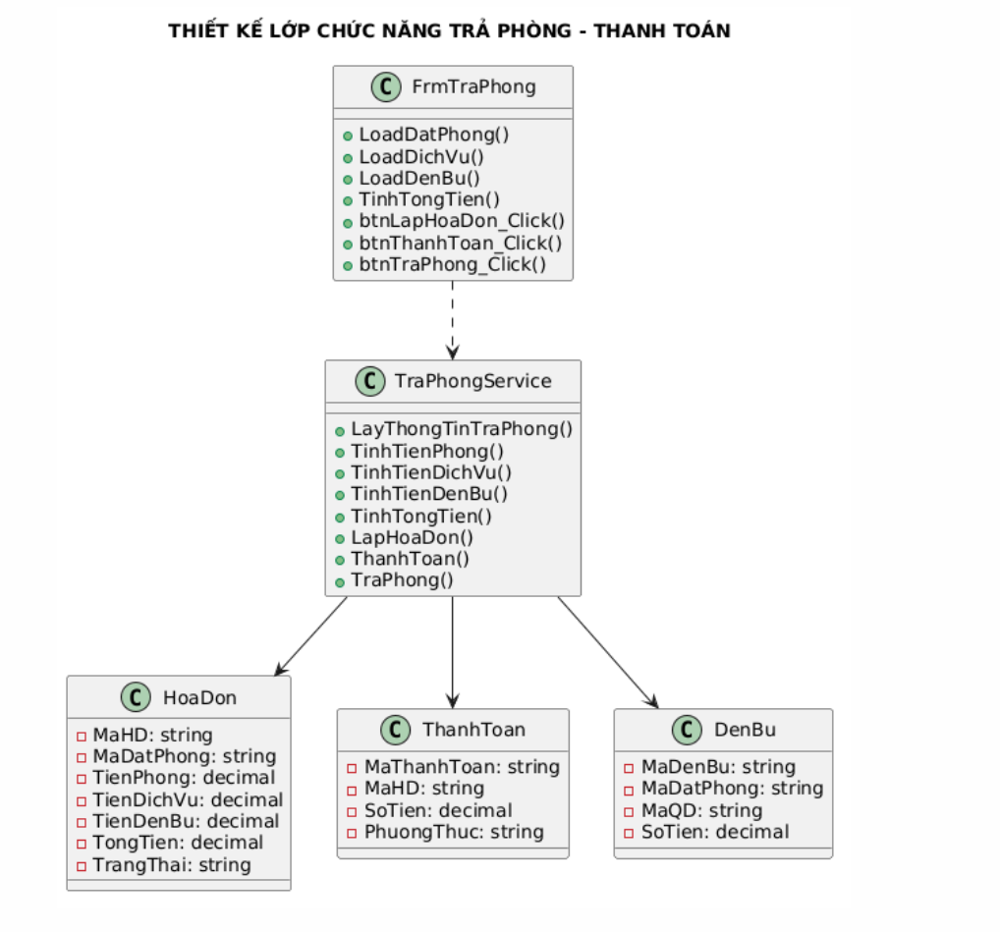 THIẾT KẾ LỚP CHỨC NĂNG TRẢ PHÒNG - THANH TOÁN
C FrmTraPhong
LoadDatPhong()
LoadDichVu()
LoadDenBu()
TinhTongTien()
btnLapHoaDon_Click()
btnThanhToan_Click()
btnTraPhong_Click()
C TraPhongService
LayThongTinTraPhong()
TinhTienPhong()
TinhTienDichVu()
TinhTienDenBu()
TinhTongTien()
LapHoaDon()
ThanhToan()
TraPhong()
C HoaDon
MaHD: string
MaDatPhong: string
TienPhong: decimal
TienDichVu: decimal
TienDenBu: decimal
TongTien: decimal
TrangThai: string
C ThanhToan
MaThanhToan: string
MaHD: string
SoTien: decimal
PhuongThuc: string
C DenBu
MaDenBu: string
MaDatPhong: string
MaQD: string
SoTien: decimal